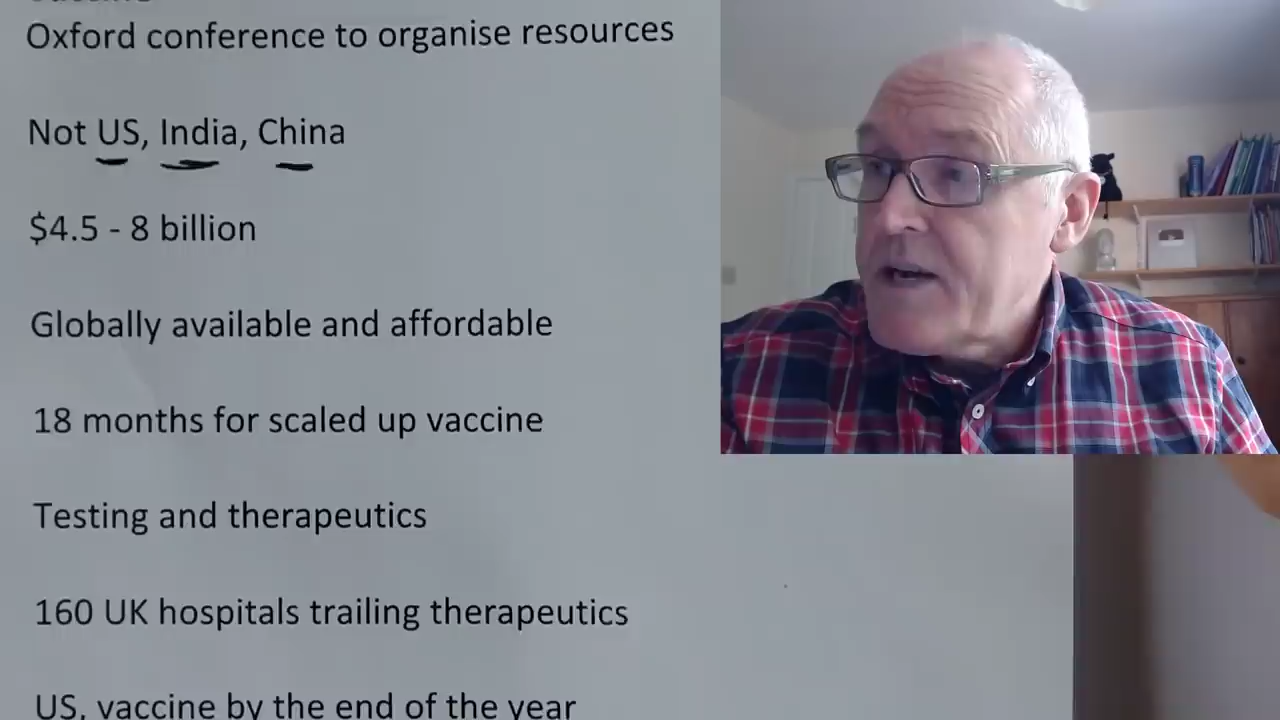 Oxford conference to organise resources
Not US, India, China
$4.5 - 8 billion
Globally available and affordable
18 months for scaled up vaccine
Testing and therapeutics
160 UK hospitals trailing therapeutics
US, vaccine by the end of the year